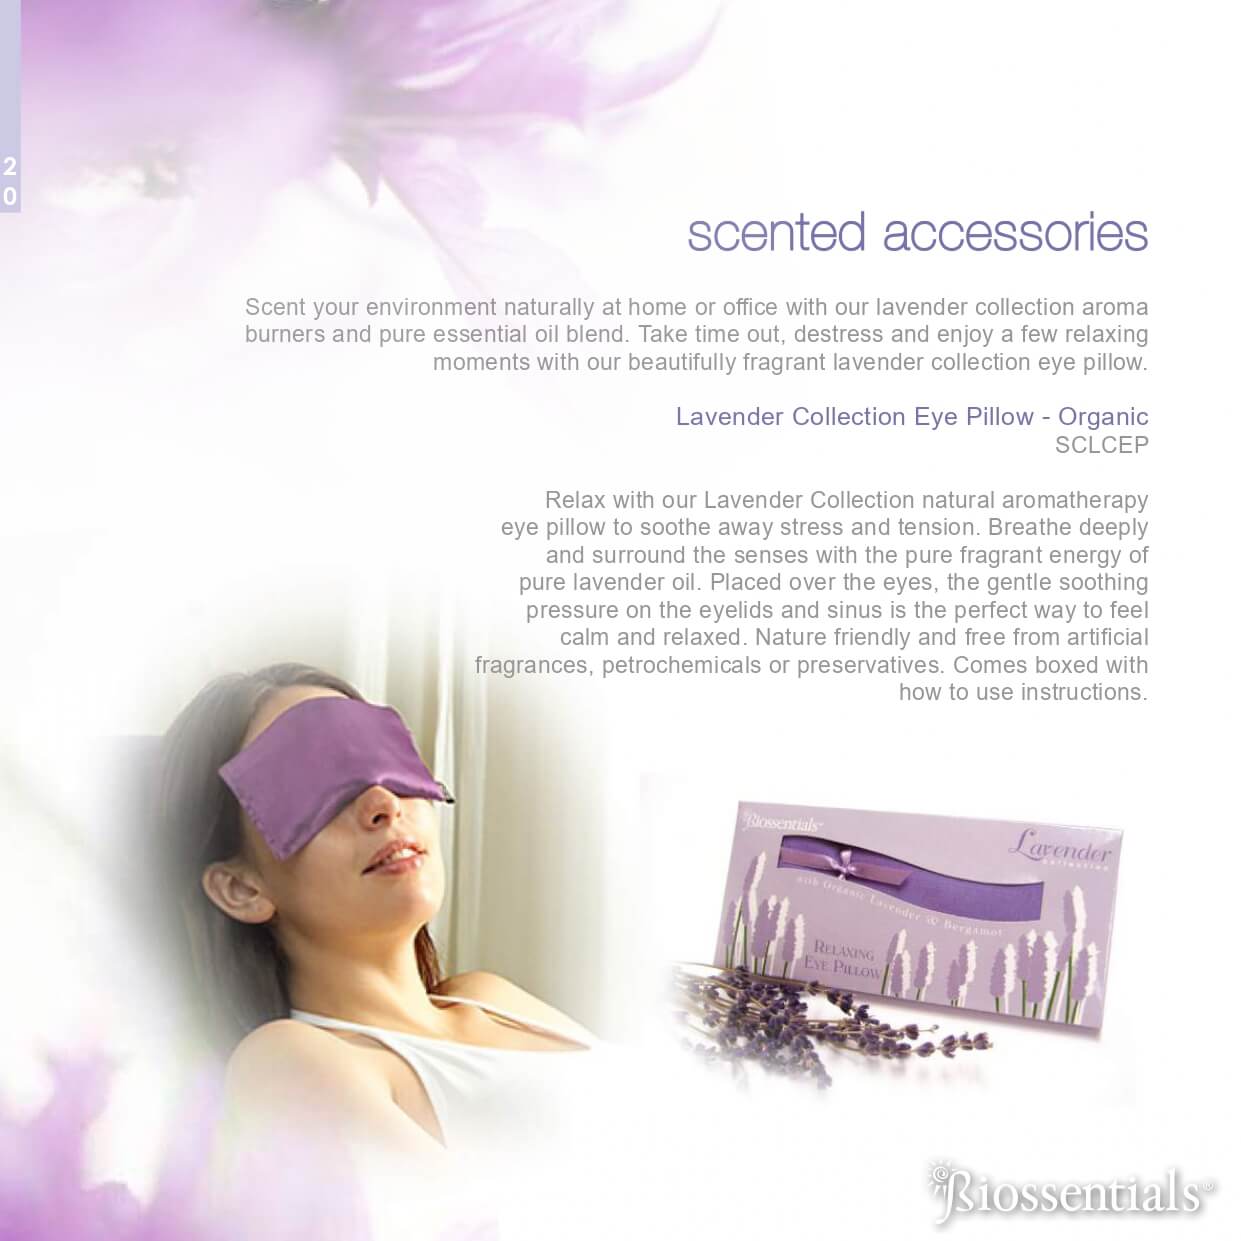 2
0
scented accessories
Scent your environment naturally at home or office with our lavender collection aroma
burners and pure essential oil blend. Take time out, destress and enjoy a few relaxing
moments with our beautifully fragrant lavender collection eye pillow.
Lavender Collection Eye Pillow - Organic
SCLCEP
Relax with our Lavender Collection natural aromatherapy
eye pillow to soothe away stress and tension. Breathe deeply
and surround the senses with the pure fragrant energy of
pure lavender oil. Placed over the eyes, the gentle soothing
pressure on the eyelids and sinus is the perfect way to feel
calm and relaxed. Nature friendly and free from artificial
fragrances, petrochemicals or preservatives. Comes boxed with
how to use instructions.
Biossentials™
Lavender
collection
with Organic Lavender & Bergamot
RELAXING
EYE PILLOW
Biossentials®